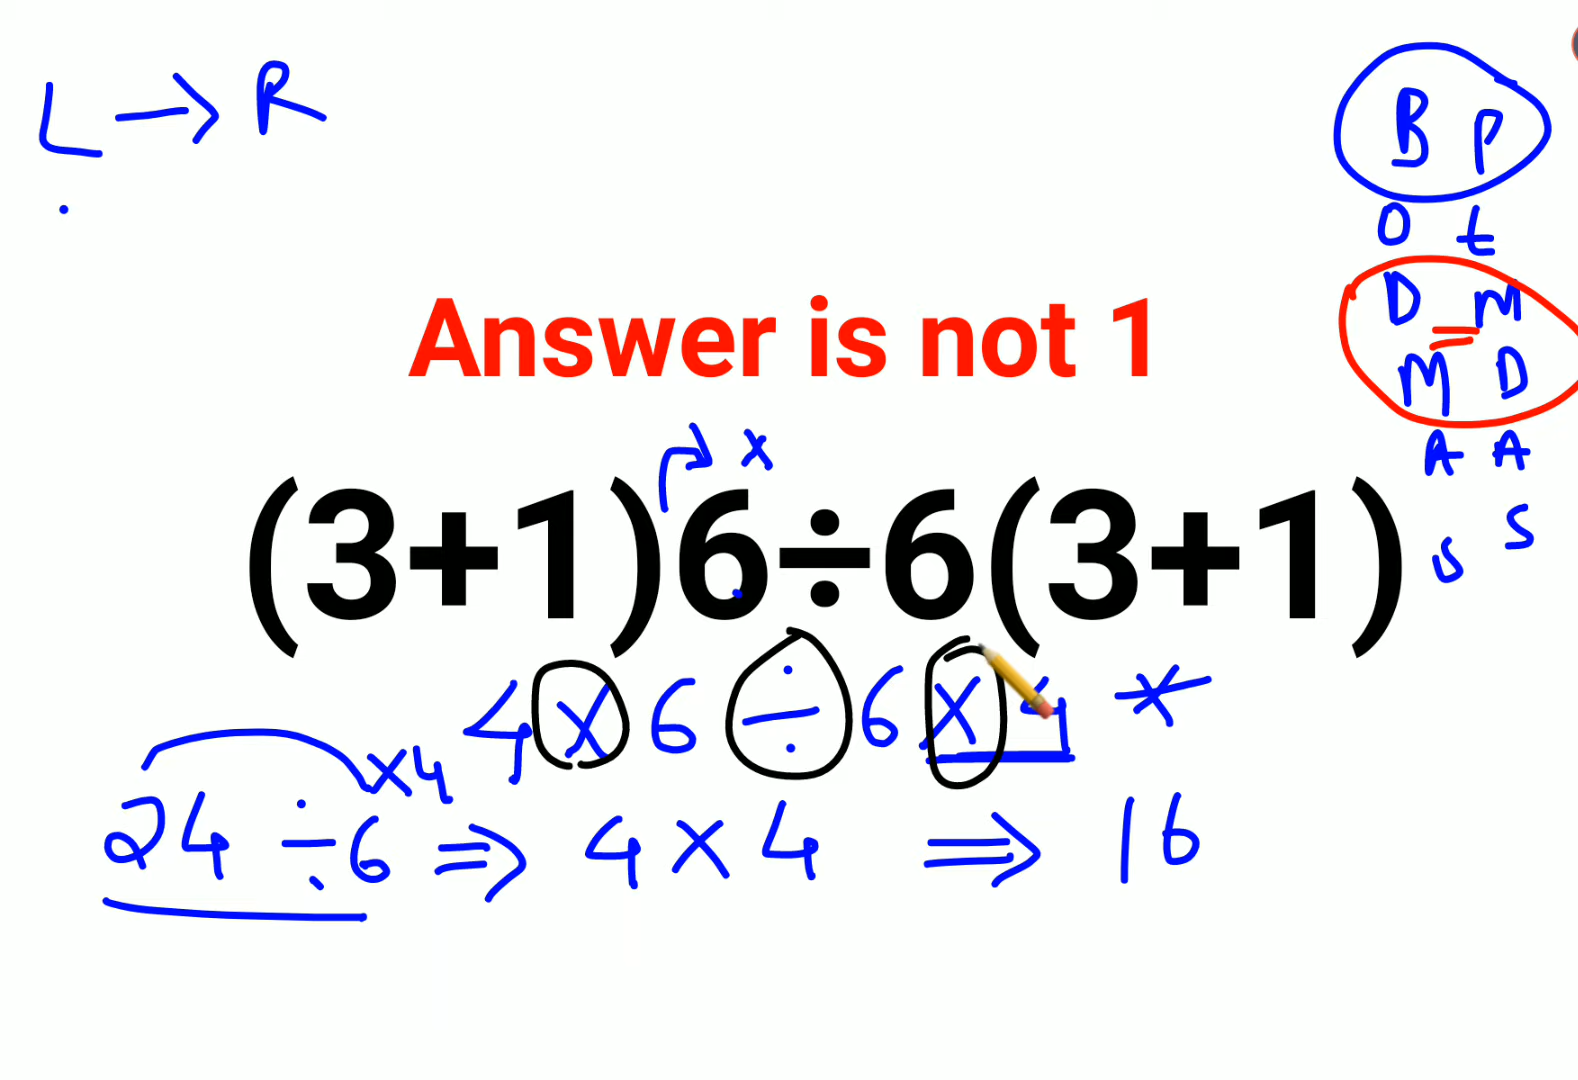 L → R
B P
O E
D = M
M D
A A
S S
Answer is not 1
×
(3+1)6÷6(3+1)
4 × 6 ÷ 6 × 4 *
24 ÷ 6 ×4 ⇒ 4 × 4 ⇒ 16